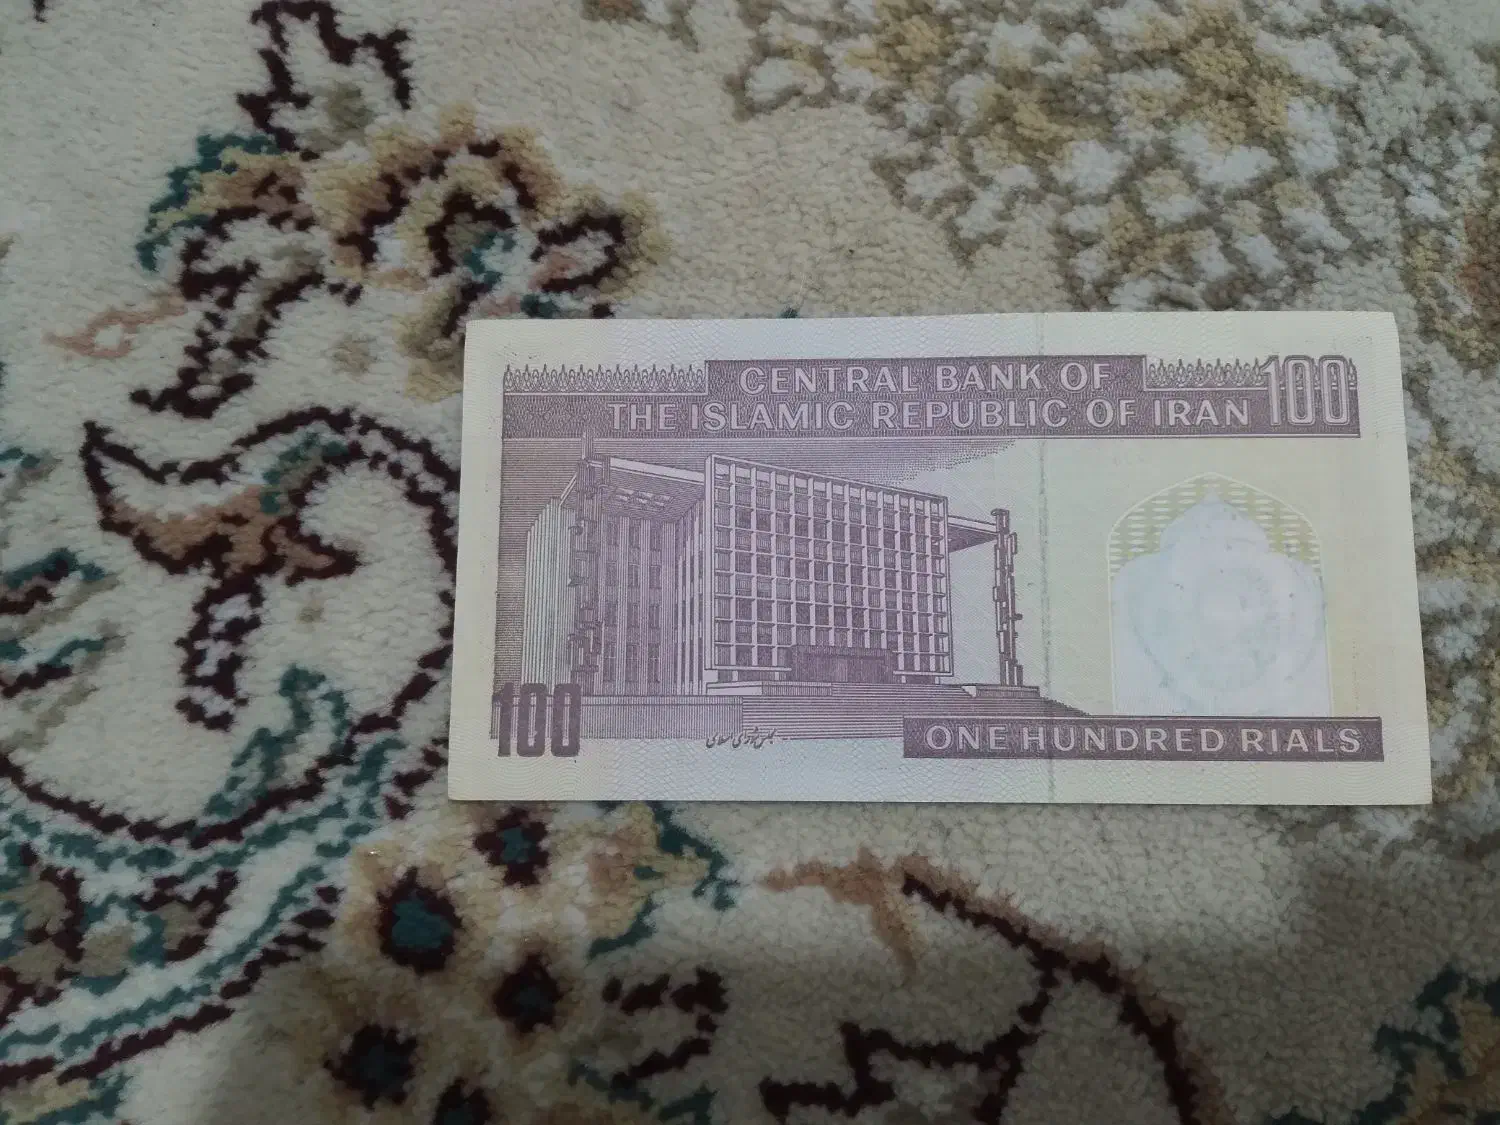 CENTRAL BANK OF
THE ISLAMIC REPUBLIC OF IRAN 100
100
مجلس شورای اسلامی
ONE HUNDRED RIALS